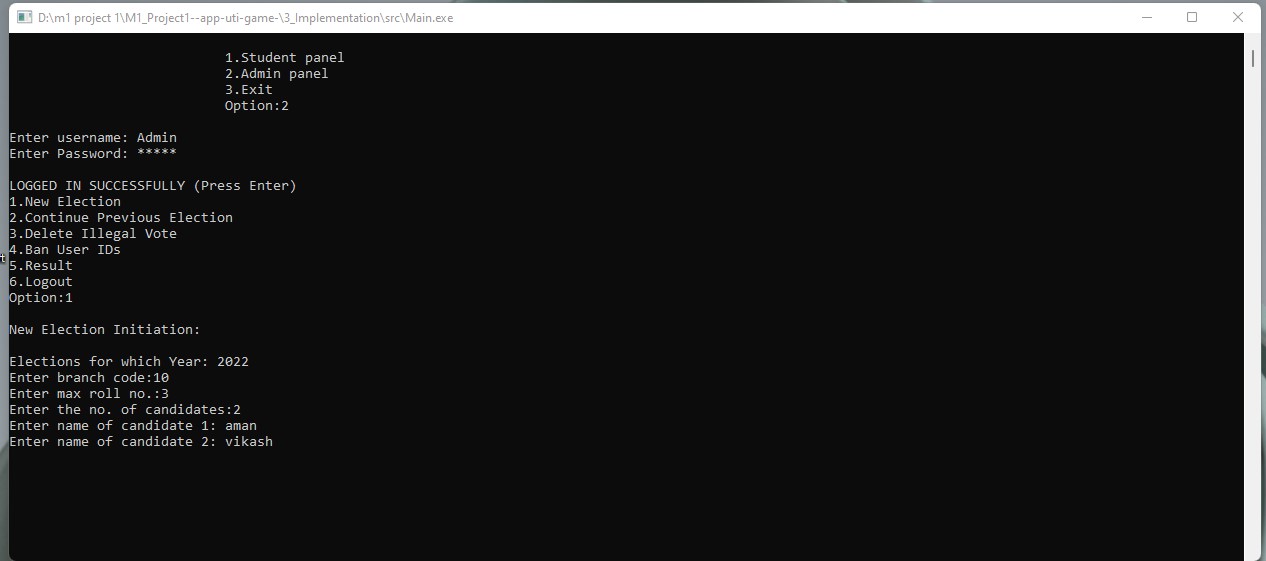 D:\m1 project 1\M1_Project1--app-uti-game-\3_Implementation\src\Main.exe
1.Student panel
2.Admin panel
3.Exit
Option:2
Enter username: Admin
Enter Password: *****
LOGGED IN SUCCESSFULLY (Press Enter)
1.New Election
2.Continue Previous Election
3.Delete Illegal Vote
4.Ban User IDs
t
5.Result
6.Logout
Option:1
New Election Initiation:
Elections for which Year: 2022
Enter branch code:10
Enter max roll no.:3
Enter the no. of candidates:2
Enter name of candidate 1: aman
Enter name of candidate 2: vikash